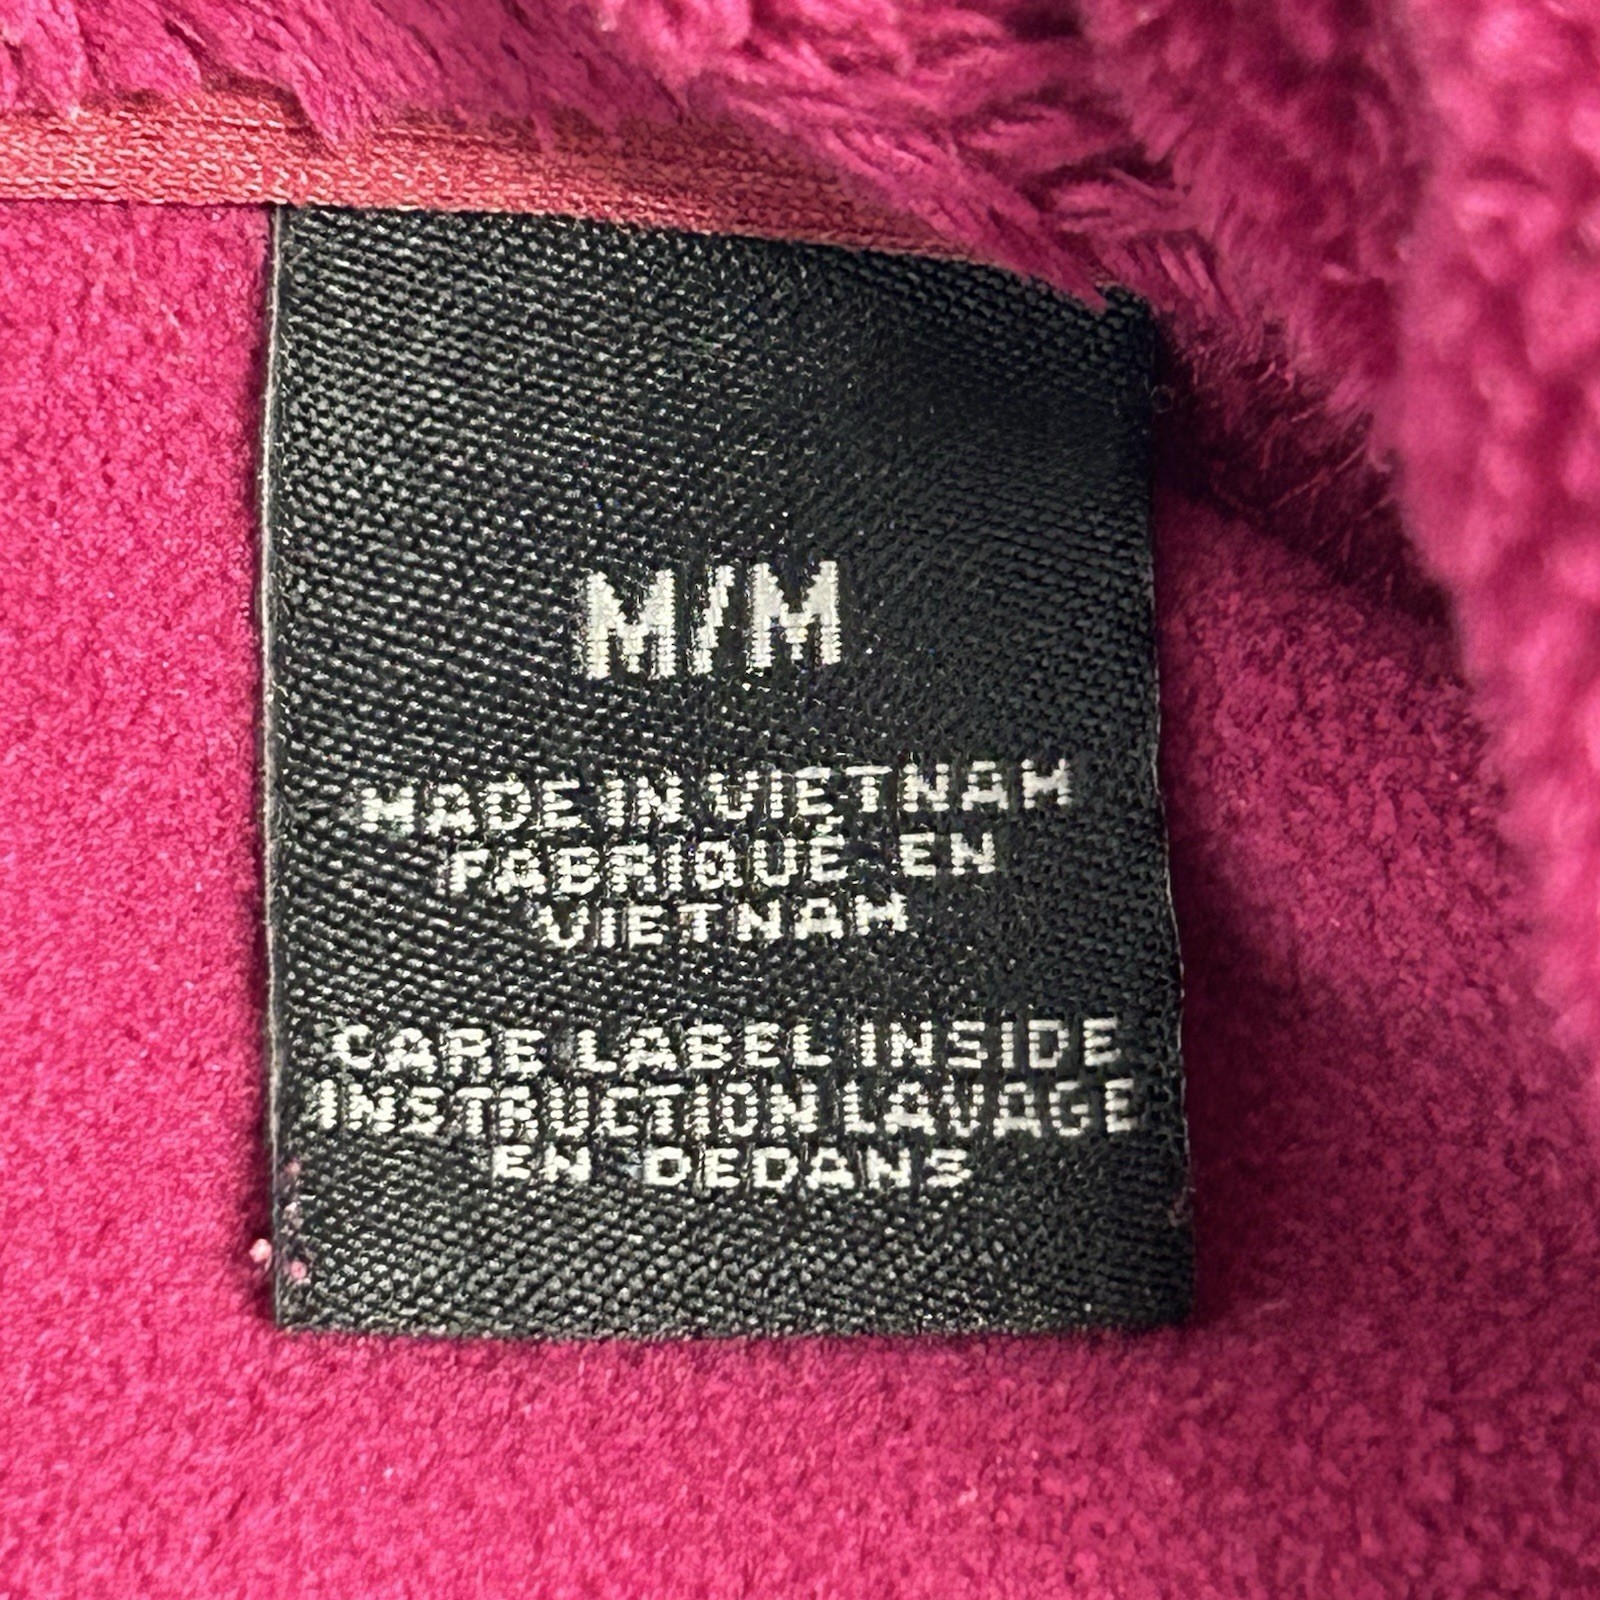 M/M
MADE IN VIETNAM
FABRIQUÉ EN
VIETNAM
CARE LABEL INSIDE
INSTRUCTION LAVAGE
EN DEDANS